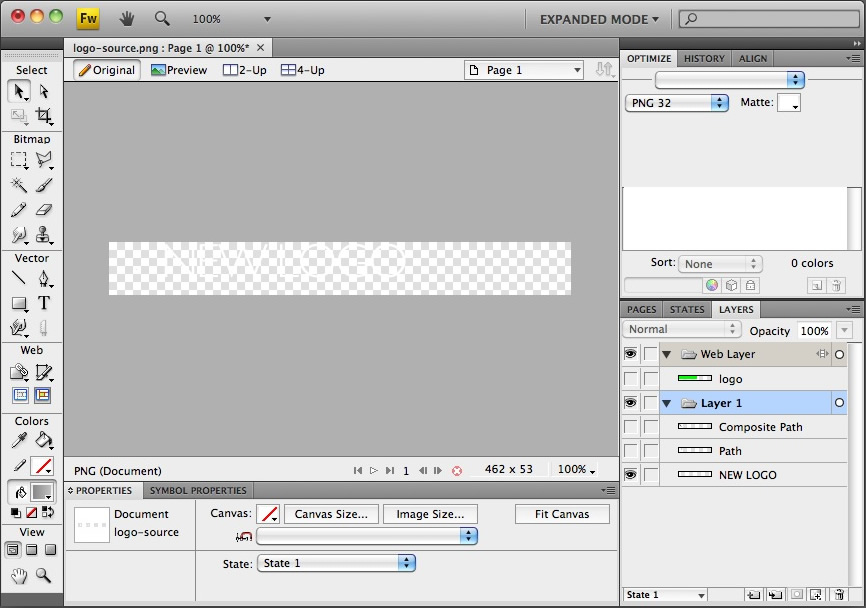 Fw 100% EXPANDED MODE
logo-source.png : Page 1 @ 100%*
Original Preview 2-Up 4-Up Page 1
Select
Bitmap
Vector
T
Web
Colors
View
NEW LOGO
PNG (Document) 1 462 x 53 100%
PROPERTIES SYMBOL PROPERTIES
Document
logo-source
Canvas: Canvas Size... Image Size... Fit Canvas
State: State 1
OPTIMIZE HISTORY ALIGN
PNG 32 Matte:
Sort: None 0 colors
PAGES STATES LAYERS
Normal Opacity 100%
Web Layer
logo
Layer 1
Composite Path
Path
NEW LOGO
State 1